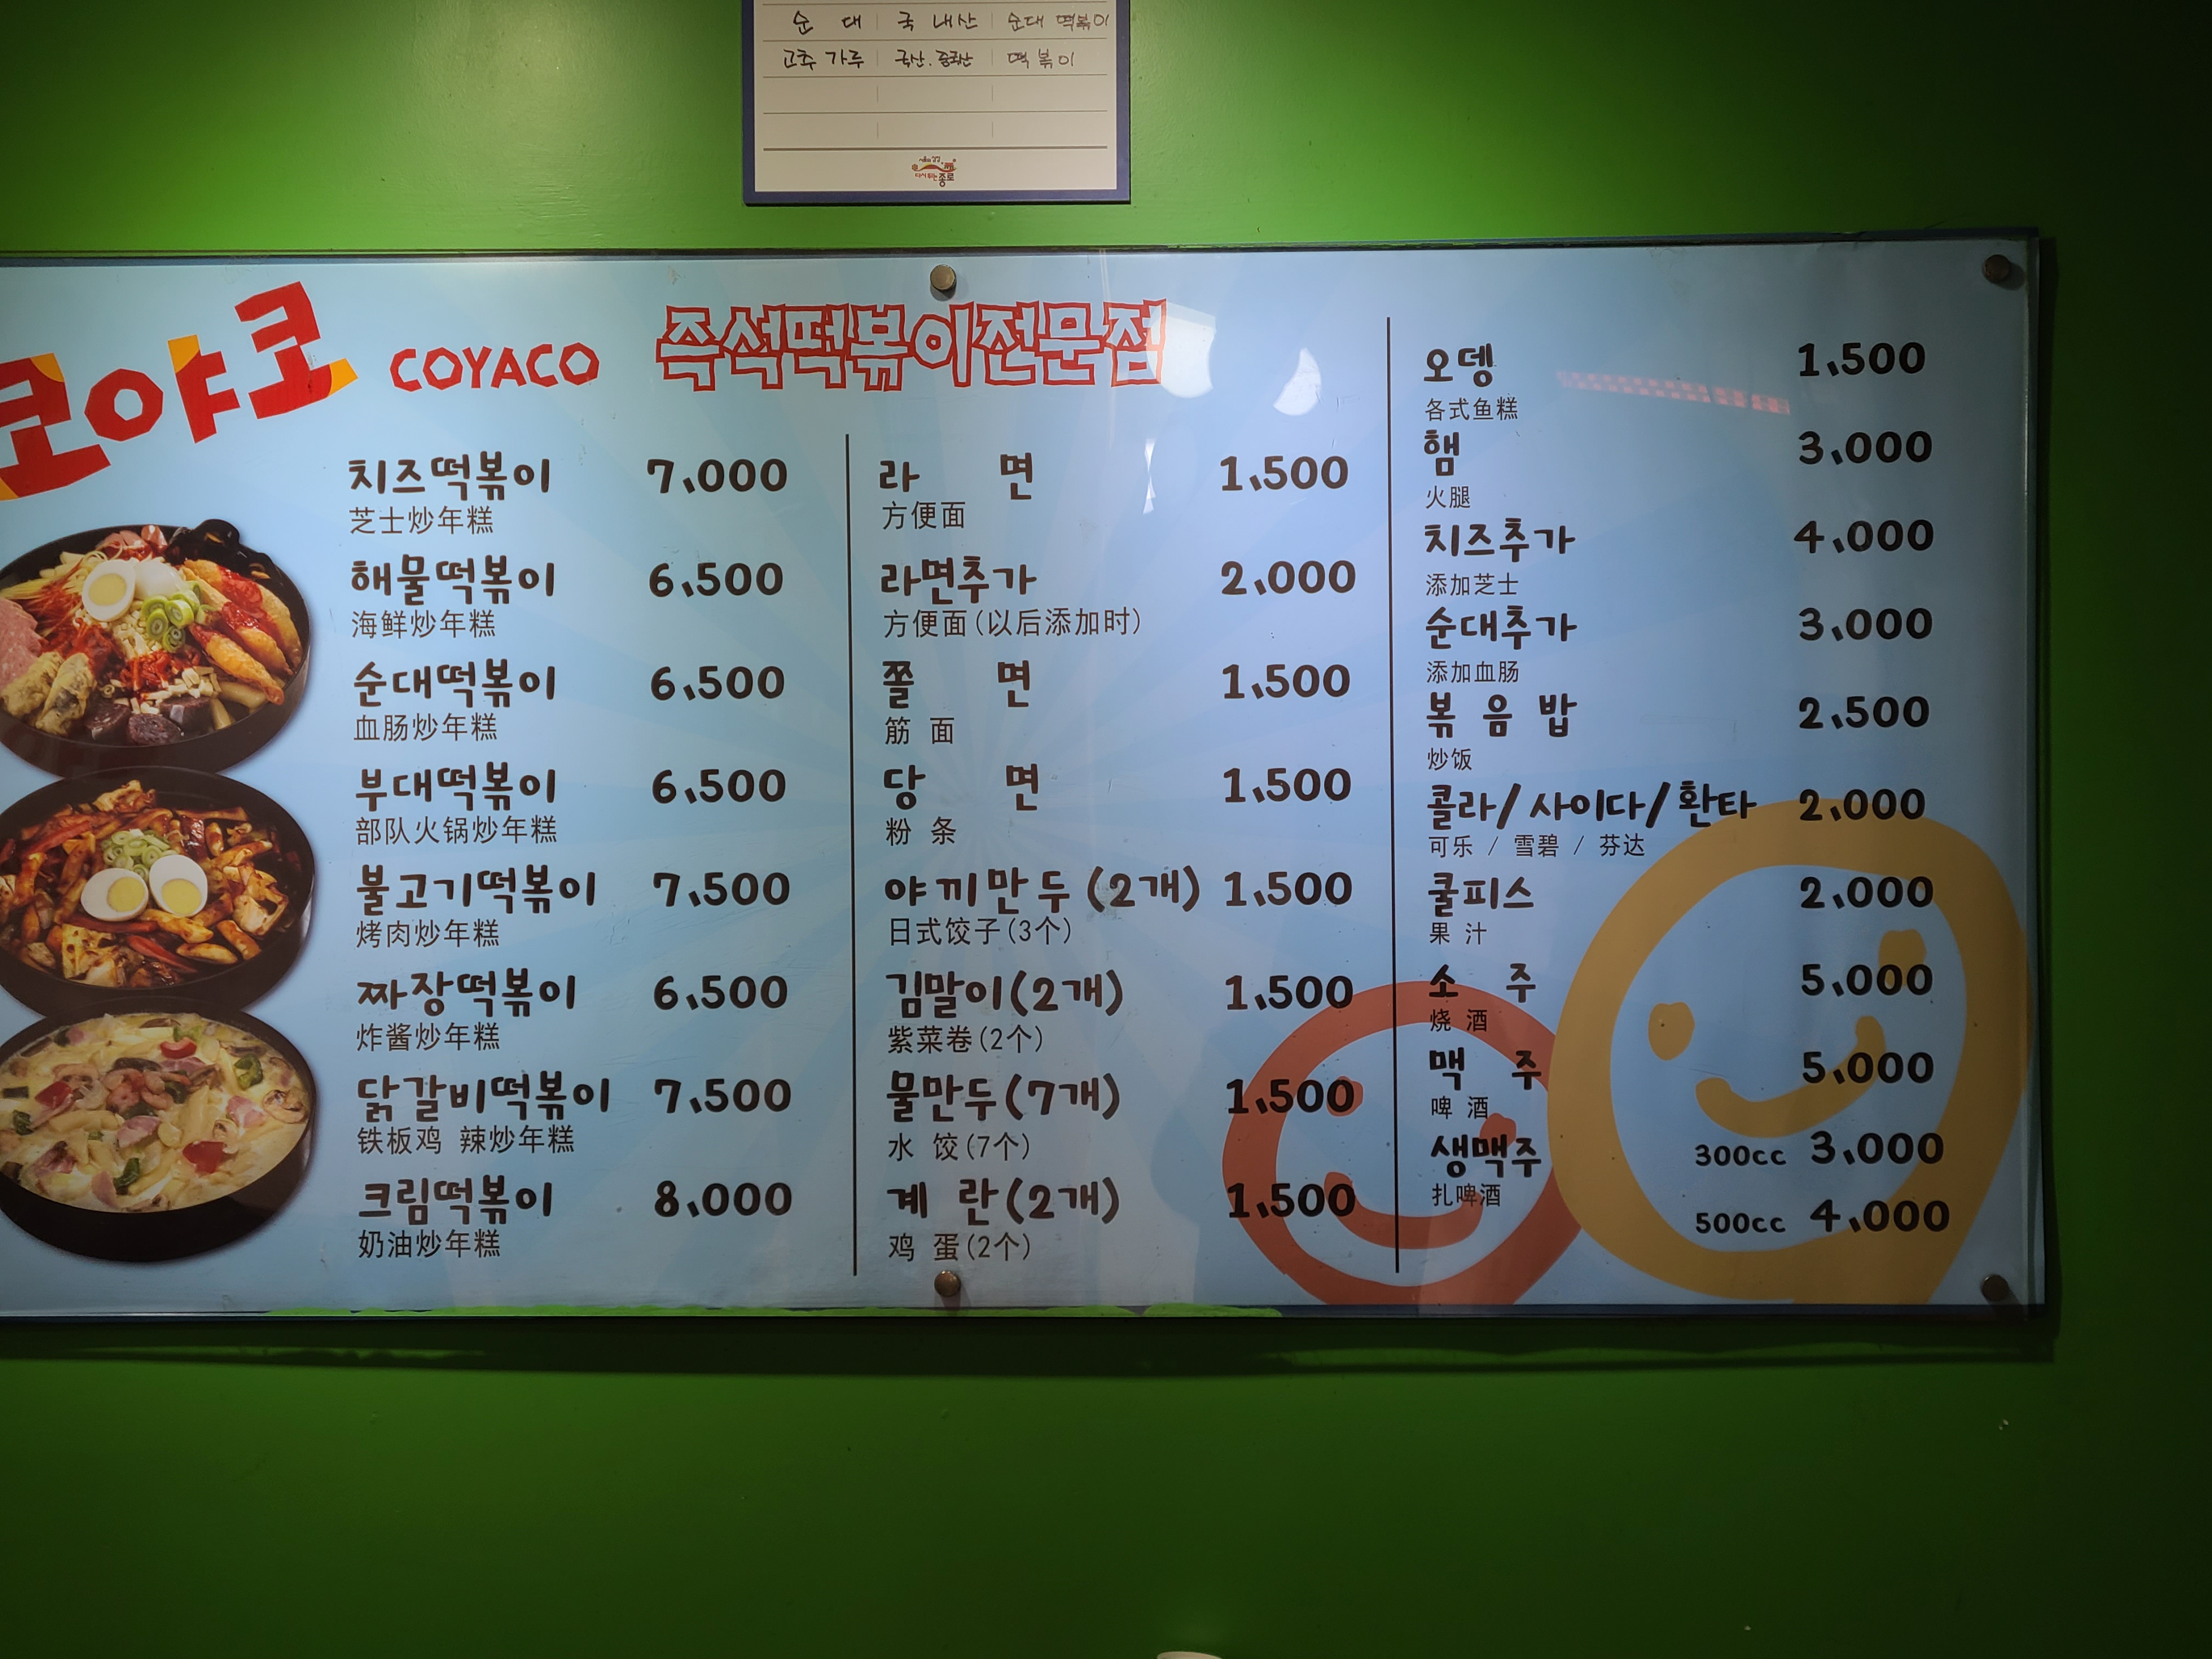 순 대 국내산 순대 떡볶이
고추가루 국산.중국산 떡볶이
종로
코야코 COYACO 즉석떡볶이전문점
치즈떡볶이 7,000
芝士炒年糕
해물떡볶이 6,500
海鲜炒年糕
순대떡볶이 6,500
血肠炒年糕
부대떡볶이 6,500
部队火锅炒年糕
불고기떡볶이 7,500
烤肉炒年糕
짜장떡볶이 6,500
炸酱炒年糕
닭갈비떡볶이 7,500
铁板鸡 辣炒年糕
크림떡볶이 8,000
奶油炒年糕
라 면 1,500
方便面
라면추가 2,000
方便面(以后添加时)
쫄 면 1,500
筋 面
당 면 1,500
粉 条
야끼만두(2개) 1,500
日式饺子(3个)
김말이(2개) 1,500
紫菜卷(2个)
물만두(7개) 1,500
水 饺(7个)
계 란(2개) 1,500
鸡 蛋(2个)
오뎅 1,500
各式鱼糕
햄 3,000
火腿
치즈추가 4,000
添加芝士
순대추가 3,000
添加血肠
볶음밥 2,500
炒饭
콜라/사이다/환타 2,000
可乐 / 雪碧 / 芬达
쿨피스 2,000
果 汁
소 주 5,000
烧 酒
맥 주 5,000
啤 酒
생맥주 300cc 3,000
扎啤酒
500cc 4,000